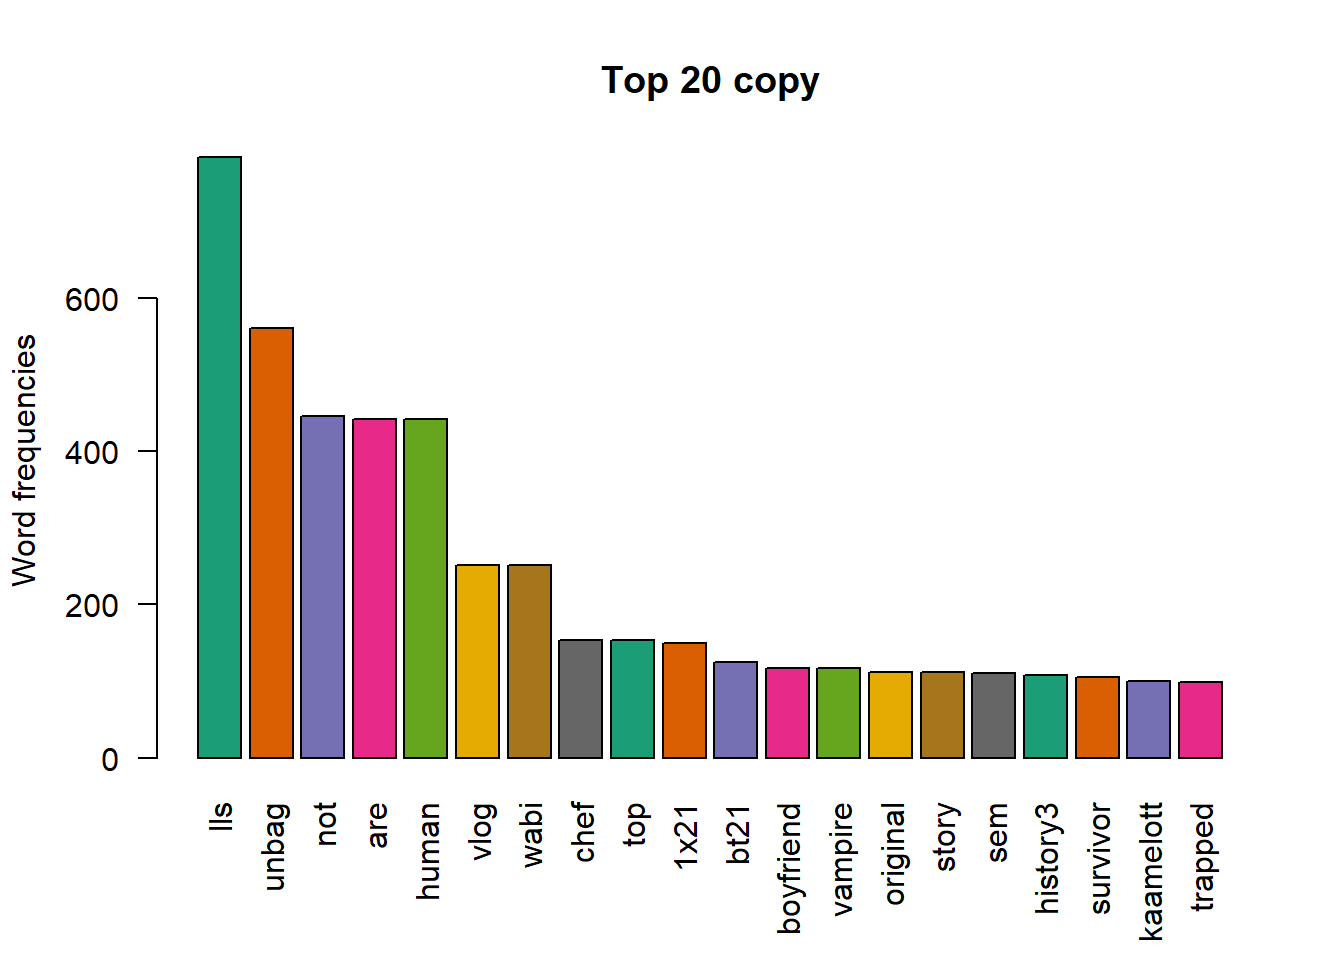 Top 20 copy
Word frequencies
600
400
200
0
lls
unbag
not
are
human
vlog
wabi
chef
top
1x21
bt21
boyfriend
vampire
original
story
sem
history3
survivor
kaamelott
trapped